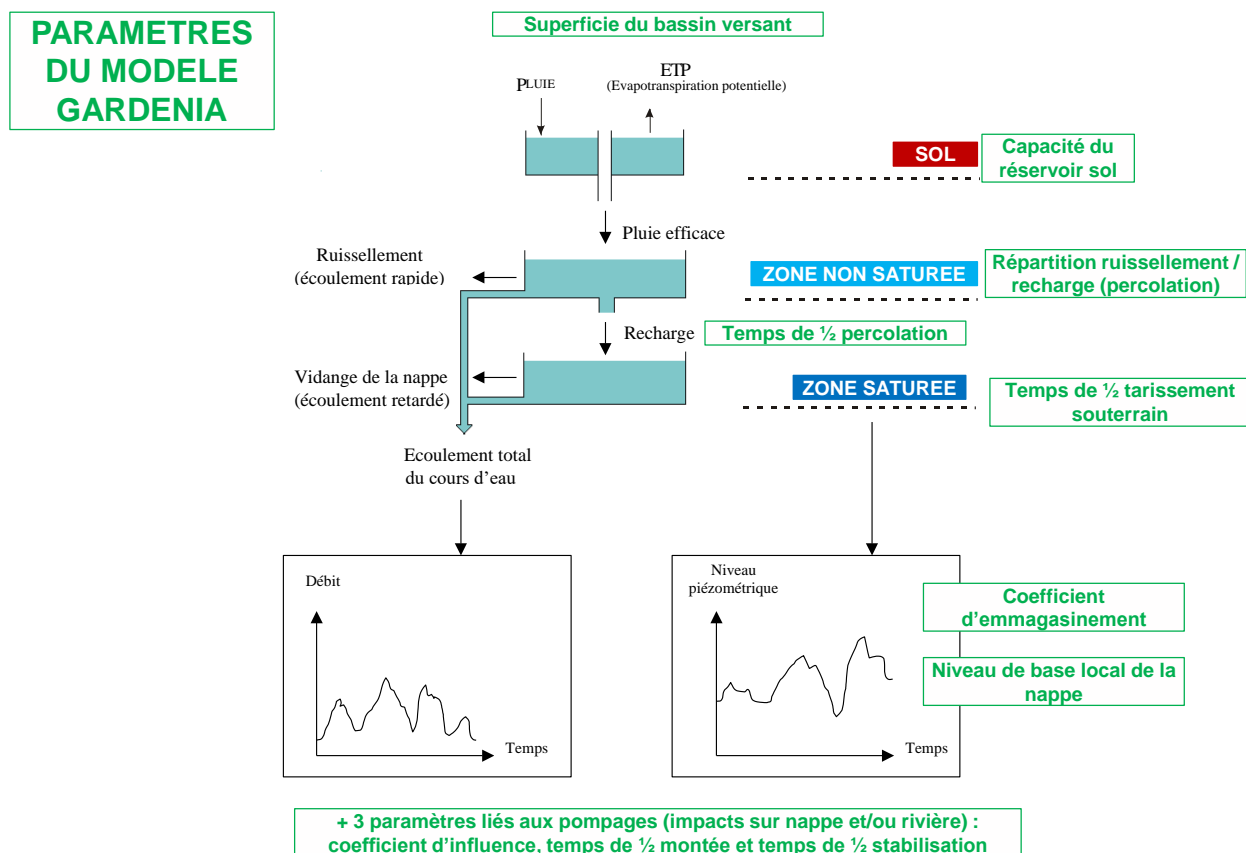 PARAMETRES
DU MODELE
GARDENIA
Superficie du bassin versant
PLUIE
ETP
(Evapotranspiration potentielle)
SOL
Capacité du
réservoir sol
Pluie efficace
Ruissellement
(écoulement rapide)
ZONE NON SATUREE
Répartition ruissellement /
recharge (percolation)
Recharge
Temps de ½ percolation
Vidange de la nappe
(écoulement retardé)
ZONE SATUREE
Temps de ½ tarissement
souterrain
Ecoulement total
du cours d’eau
Débit
Temps
Niveau
piézométrique
Temps
Coefficient
d’emmagasinement
Niveau de base local de la
nappe
+ 3 paramètres liés aux pompages (impacts sur nappe et/ou rivière) :
coefficient d’influence, temps de ½ montée et temps de ½ stabilisation